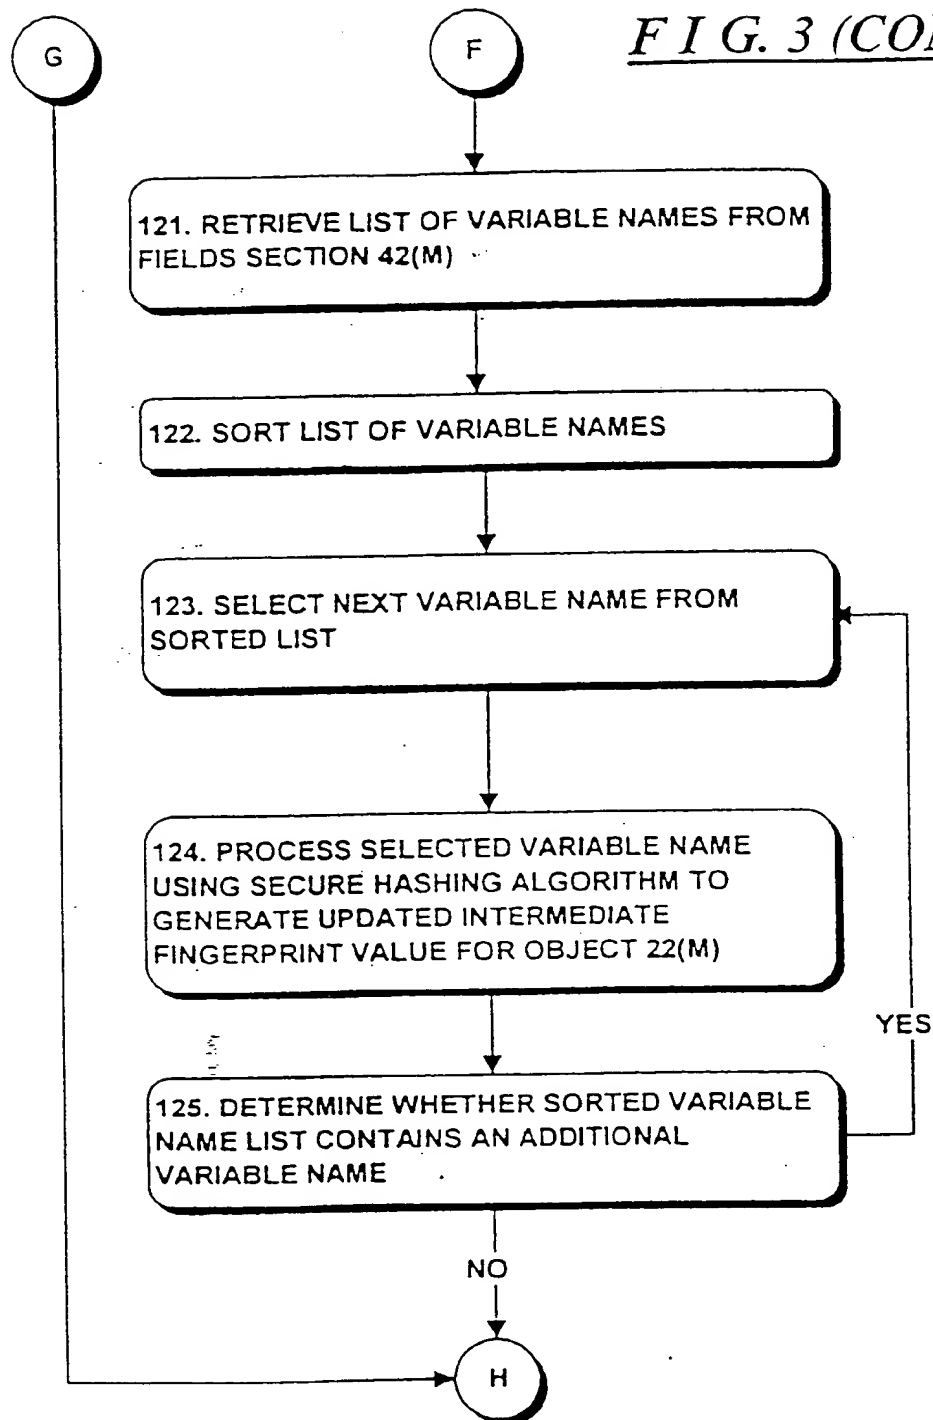 G
F
F I G. 3 (CO
121. RETRIEVE LIST OF VARIABLE NAMES FROM
FIELDS SECTION 42(M)
122. SORT LIST OF VARIABLE NAMES
123. SELECT NEXT VARIABLE NAME FROM
SORTED LIST
124. PROCESS SELECTED VARIABLE NAME
USING SECURE HASHING ALGORITHM TO
GENERATE UPDATED INTERMEDIATE
FINGERPRINT VALUE FOR OBJECT 22(M)
YES
125. DETERMINE WHETHER SORTED VARIABLE
NAME LIST CONTAINS AN ADDITIONAL
VARIABLE NAME
NO
H